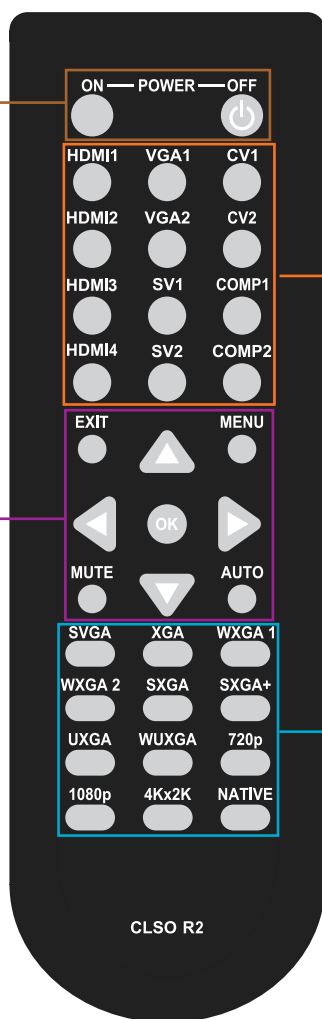 ON POWER OFF
HDMI1 VGA1 CV1
HDMI2 VGA2 CV2
HDMI3 SV1 COMP1
HDMI4 SV2 COMP2
EXIT MENU
OK
MUTE AUTO
SVGA XGA WXGA 1
WXGA 2 SXGA SXGA+
UXGA WUXGA 720p
1080p 4Kx2K NATIVE
CLSO R2